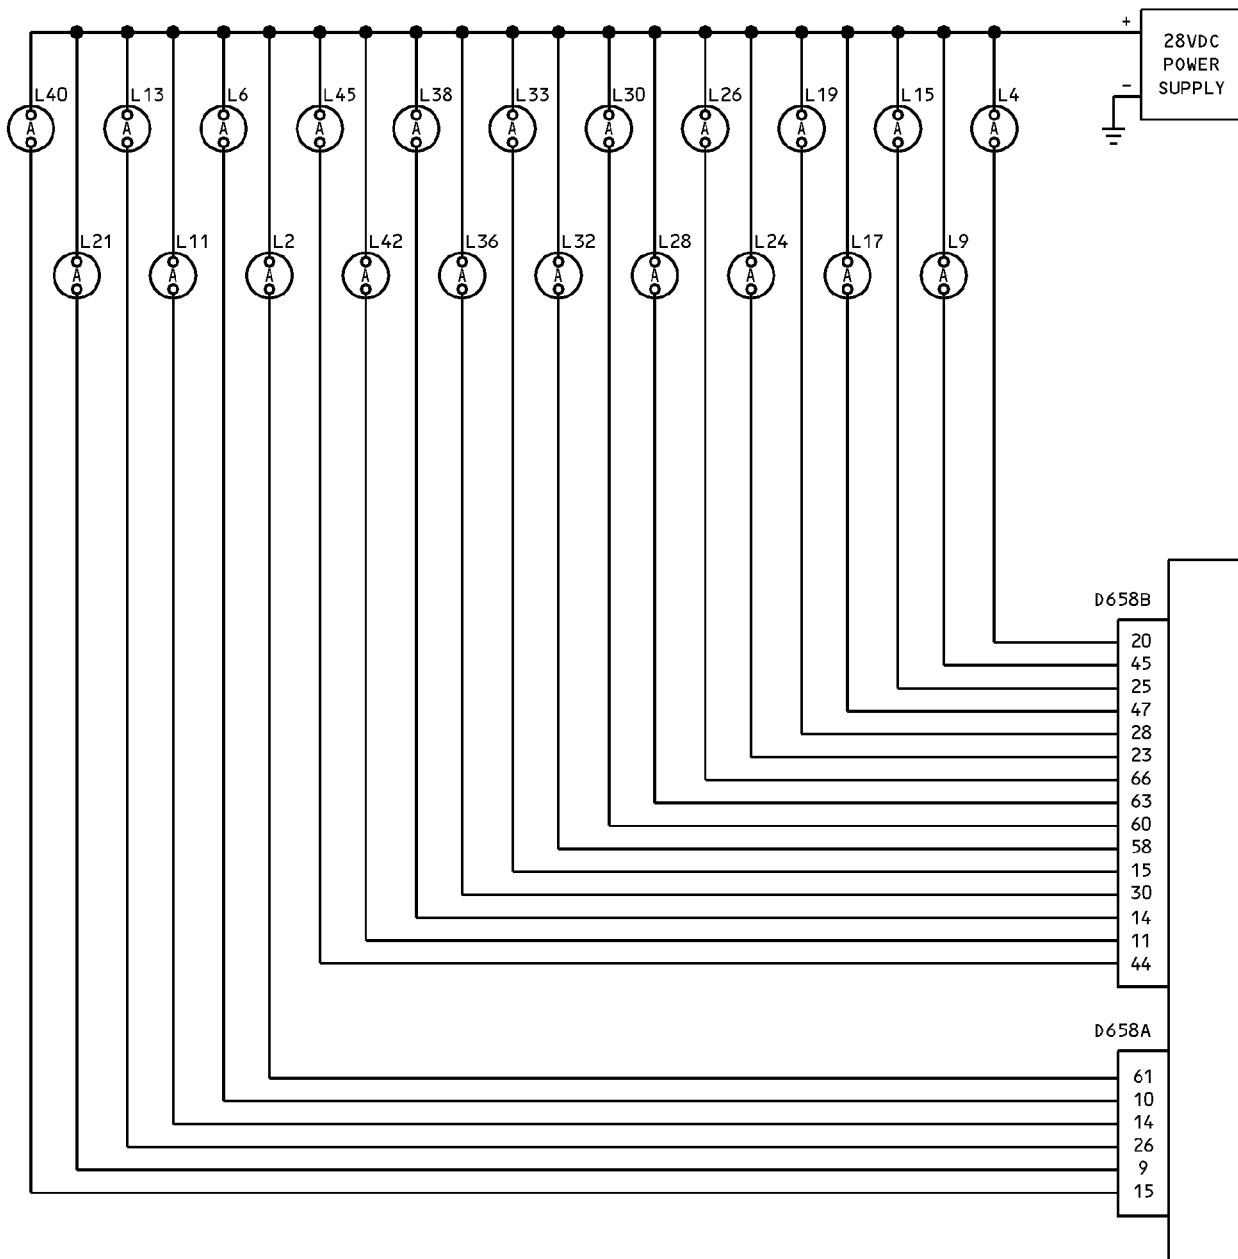 +
28VDC
POWER
SUPPLY
-
L40 L13 L6 L45 L38 L33 L30 L26 L19 L15 L4
A A A A A A A A A A A
L21 L11 L2 L42 L36 L32 L28 L24 L17 L9
A A A A A A A A A A
D658B
20
45
25
47
28
23
66
63
60
58
15
30
14
11
44
D658A
61
10
14
26
9
15